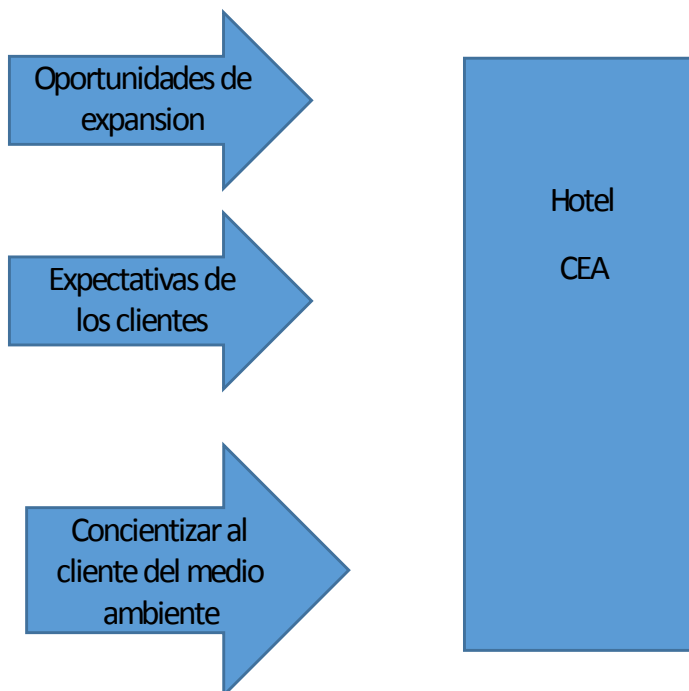 Oportunidades de
expansion
Expectativas de
los clientes
Concientizar al
cliente del medio
ambiente
Hotel
CEA